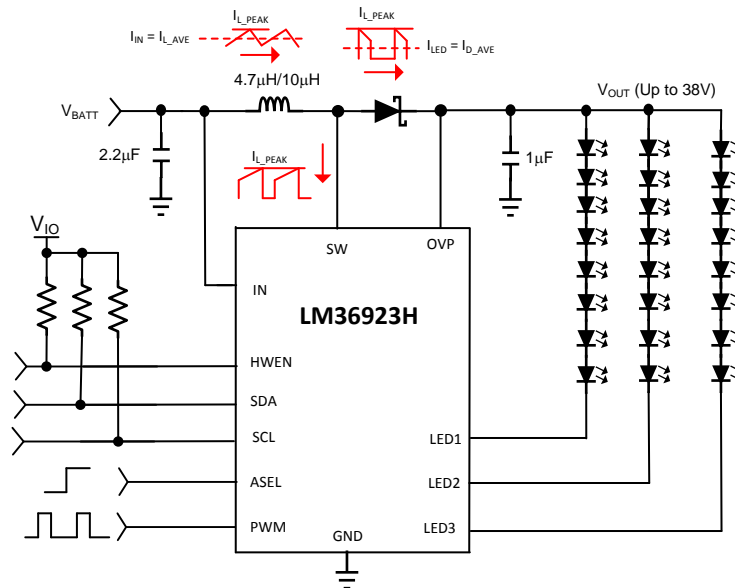 I_L_PEAK
I_L_PEAK
I_IN = I_L_AVE
I_LED = I_D_AVE
4.7μH/10μH
V_BATT
V_OUT (Up to 38V)
2.2μF
I_L_PEAK
1μF
V_IO
SW
OVP
IN
LM36923H
HWEN
SDA
SCL
LED1
ASEL
LED2
PWM
LED3
GND